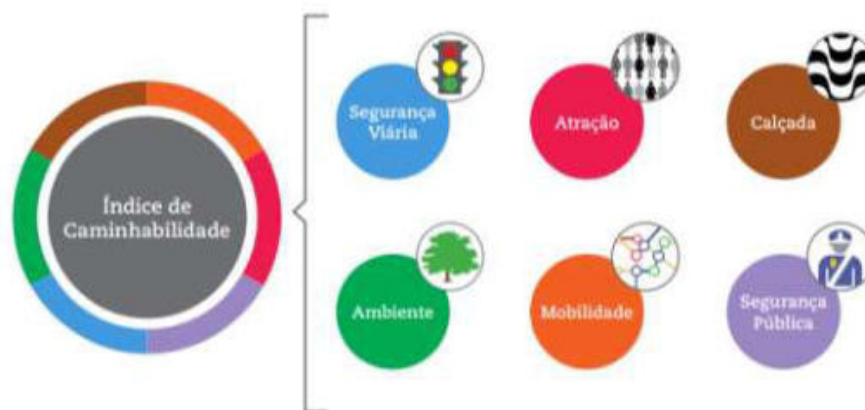 Índice de
Caminhabilidade
Segurança
Viária
Atração
Calçada
Ambiente
Mobilidade
Segurança
Pública